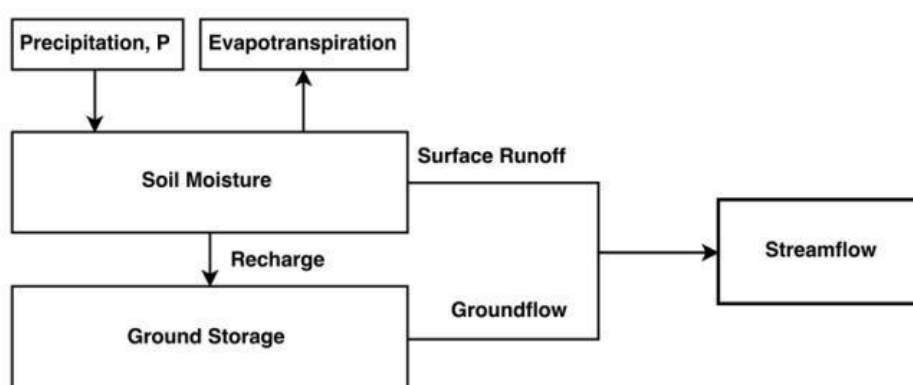 Precipitation, P
Evapotranspiration
Surface Runoff
Soil Moisture
Recharge
Streamflow
Groundflow
Ground Storage